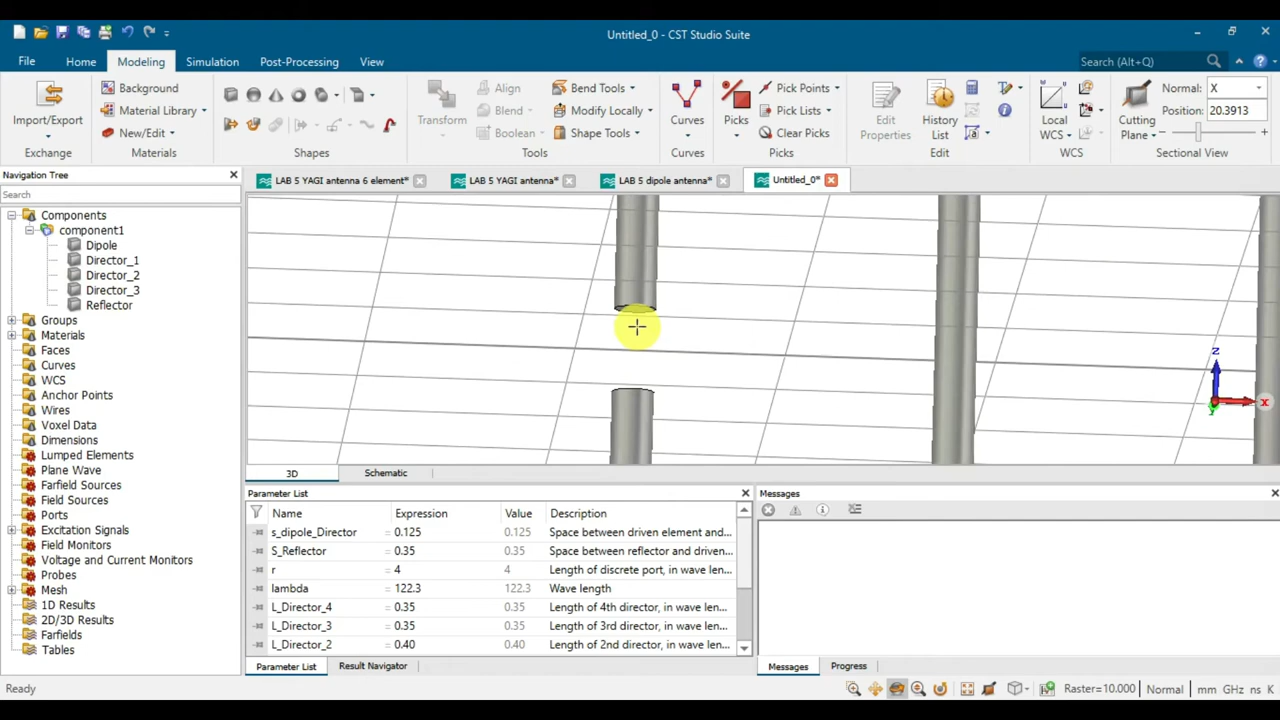 Untitled_0 - CST Studio Suite
File
Home
Modeling
Simulation
Post-Processing
View
Search (Alt+Q)
Import/Export
Exchange
Background
Material Library
New/Edit
Materials
Shapes
Transform
Align
Blend
Boolean
Bend Tools
Modify Locally
Shape Tools
Tools
Curves
Curves
Picks
Pick Points
Pick Lists
Clear Picks
Picks
Edit Properties
History List
Edit
Local WCS
WCS
Cutting Plane
Normal: X
Position: 20.3913
Sectional View
Navigation Tree
LAB 5 YAGI antenna 6 element*
LAB 5 YAGI antenna*
LAB 5 dipole antenna*
Untitled_0*
Search
Components
component1
Dipole
Director_1
Director_2
Director_3
Reflector
Groups
Materials
Faces
Curves
WCS
Anchor Points
Wires
Voxel Data
Dimensions
Lumped Elements
Plane Wave
Farfield Sources
Field Sources
Ports
Excitation Signals
Field Monitors
Voltage and Current Monitors
Probes
Mesh
1D Results
2D/3D Results
Farfields
Tables
z
x
y
3D
Schematic
Parameter List
Name Expression Value Description
s_dipole_Director = 0.125 0.125 Space between driven element and...
S_Reflector = 0.35 0.35 Space between reflector and driven...
r = 4 4 Length of discrete port, in wave len...
lambda = 122.3 122.3 Wave length
L_Director_4 = 0.35 0.35 Length of 4th director, in wave len...
L_Director_3 = 0.35 0.35 Length of 3rd director, in wave len...
L_Director_2 = 0.40 0.40 Length of 2nd director, in wave len...
Parameter List
Result Navigator
Messages
Messages
Progress
Ready
Raster=10.000
Normal
mm GHz ns K